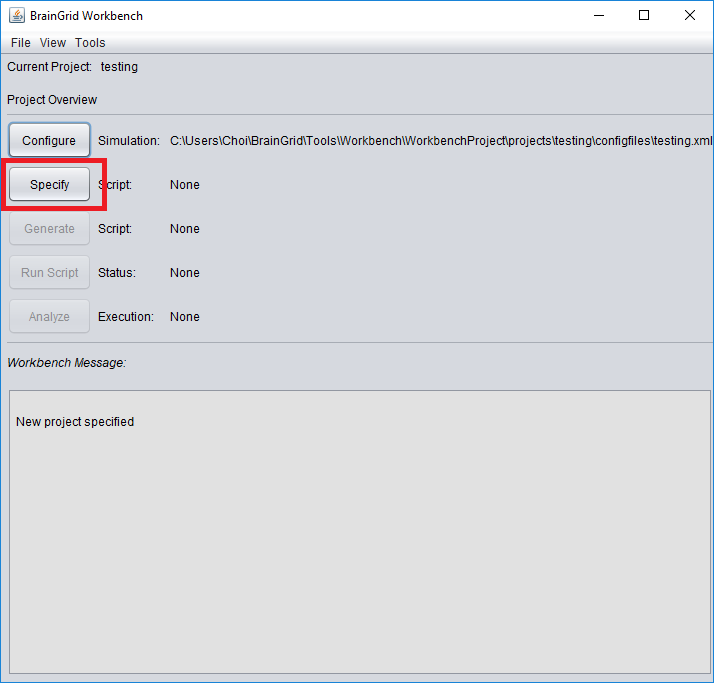 BrainGrid Workbench
File View Tools
Current Project: testing
Project Overview
Configure Simulation: C:\Users\Choi\BrainGrid\Tools\Workbench\WorkbenchProject\projects\testing\configfiles\testing.xml
Specify Script: None
Generate Script: None
Run Script Status: None
Analyze Execution: None
Workbench Message:
New project specified